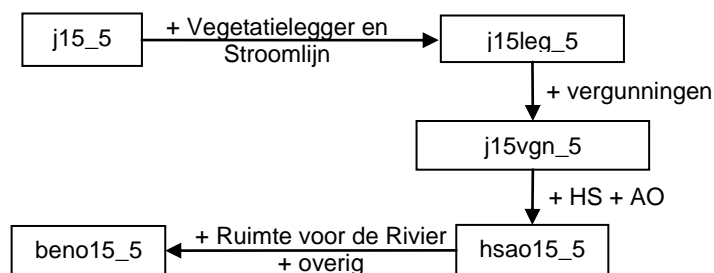 j15_5
+ Vegetatielegger en
Stroomlijn
j15leg_5
+ vergunningen
j15vgn_5
+ HS + AO
hsao15_5
+ Ruimte voor de Rivier
+ overig
beno15_5